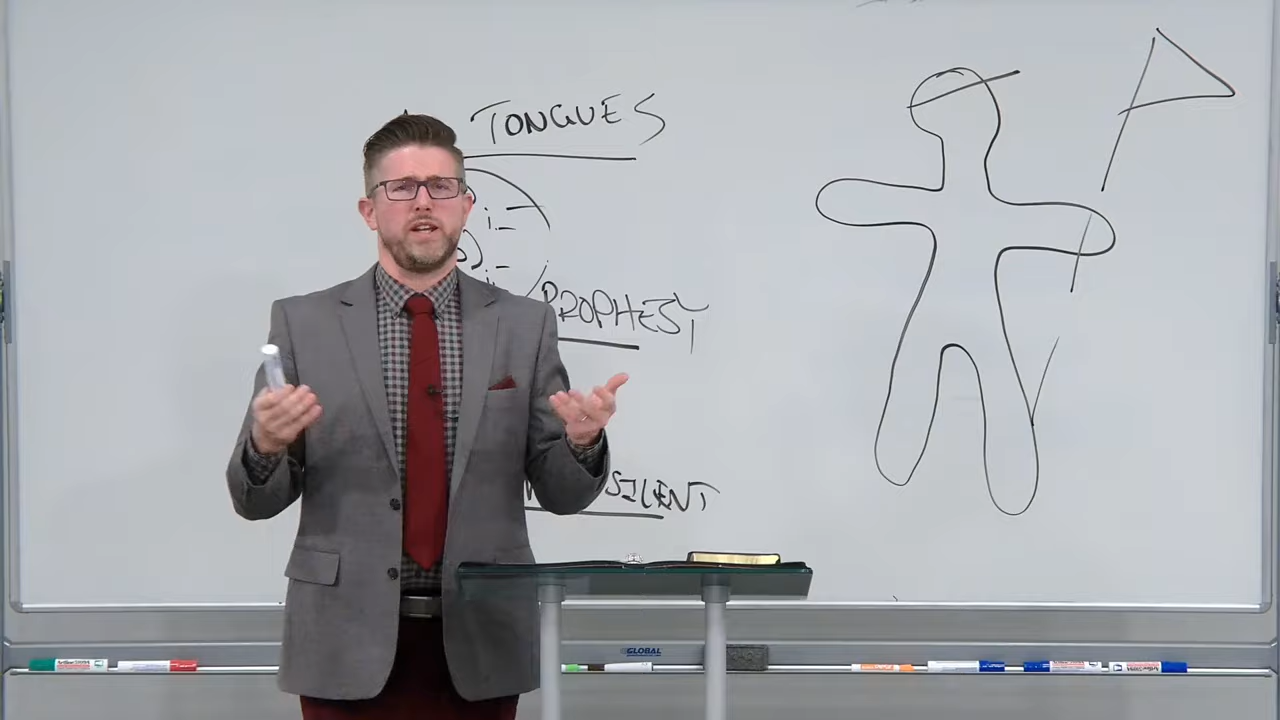 TONGUES
i.-
i.-
PROPHESY
SILENT
GLOBAL